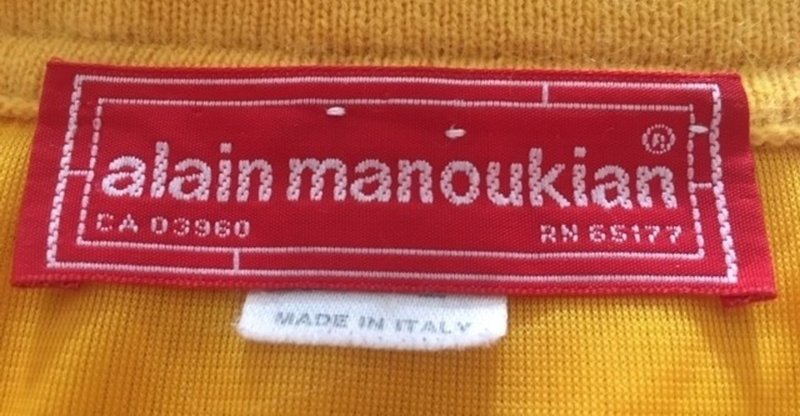 alain manoukian®
CA 03960 RN 65177
MADE IN ITALY